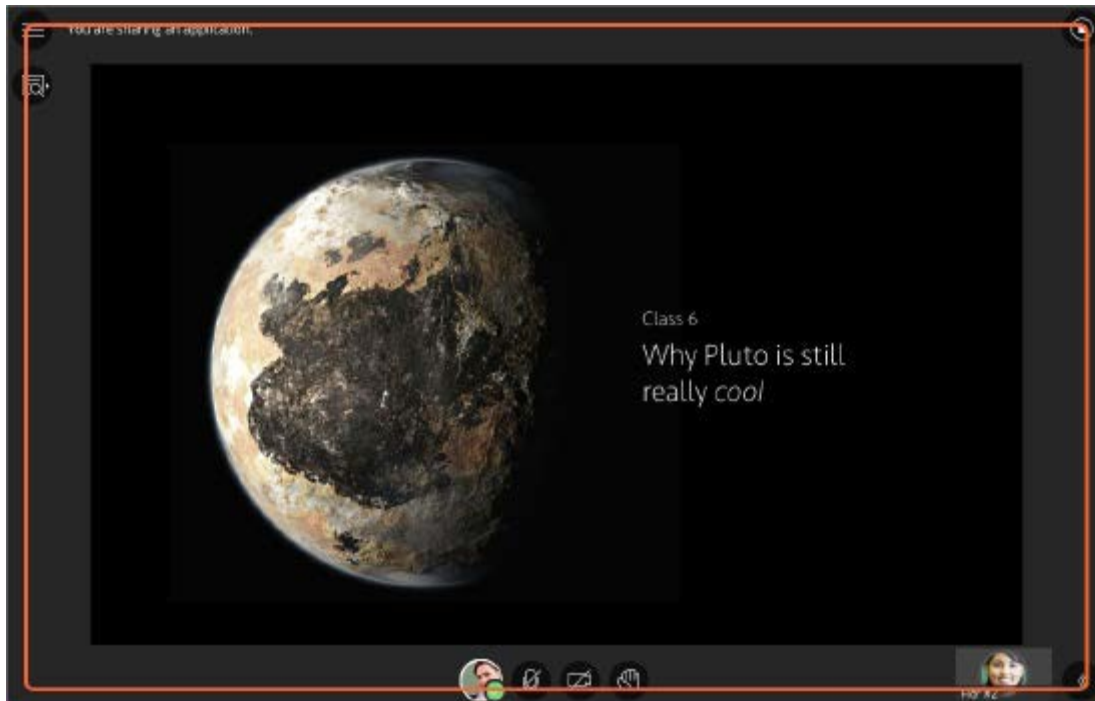 You are sharing an application.
Class 6
Why Pluto is still
really cool